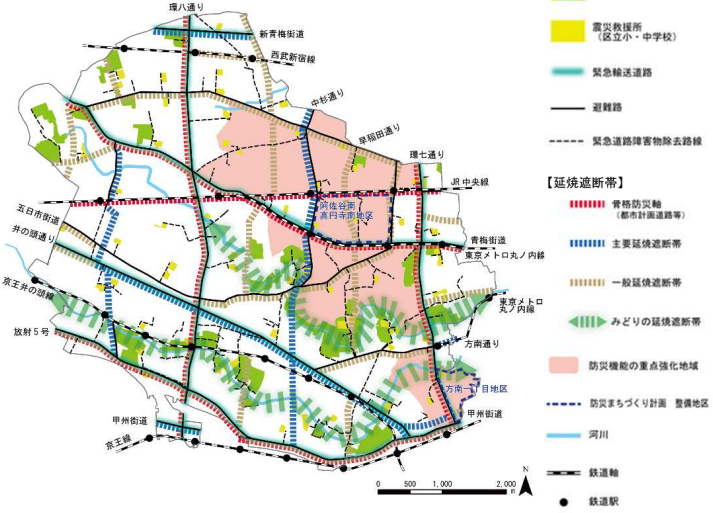 環八通り
新青梅街道
西武新宿線
中杉通り
早稲田通り
環七通り
JR中央線
阿佐谷南
高円寺南地区
五日市街道
井の頭通り
青梅街道
東京メトロ丸ノ内線
京王井の頭線
東京メトロ
丸ノ内線
放射5号
方南通り
方南一丁目地区
甲州街道
甲州街道
京王線
0 500 1,000 2,000
m
N
震災救援所
(区立小・中学校)
緊急輸送道路
避難路
緊急道路障害物除去路線
【延焼遮断帯】
骨格防災軸
(都市計画道路等)
主要延焼遮断帯
一般延焼遮断帯
みどりの延焼遮断帯
防災機能の重点強化地域
防災まちづくり計画 整備地区
河川
鉄道軸
鉄道駅